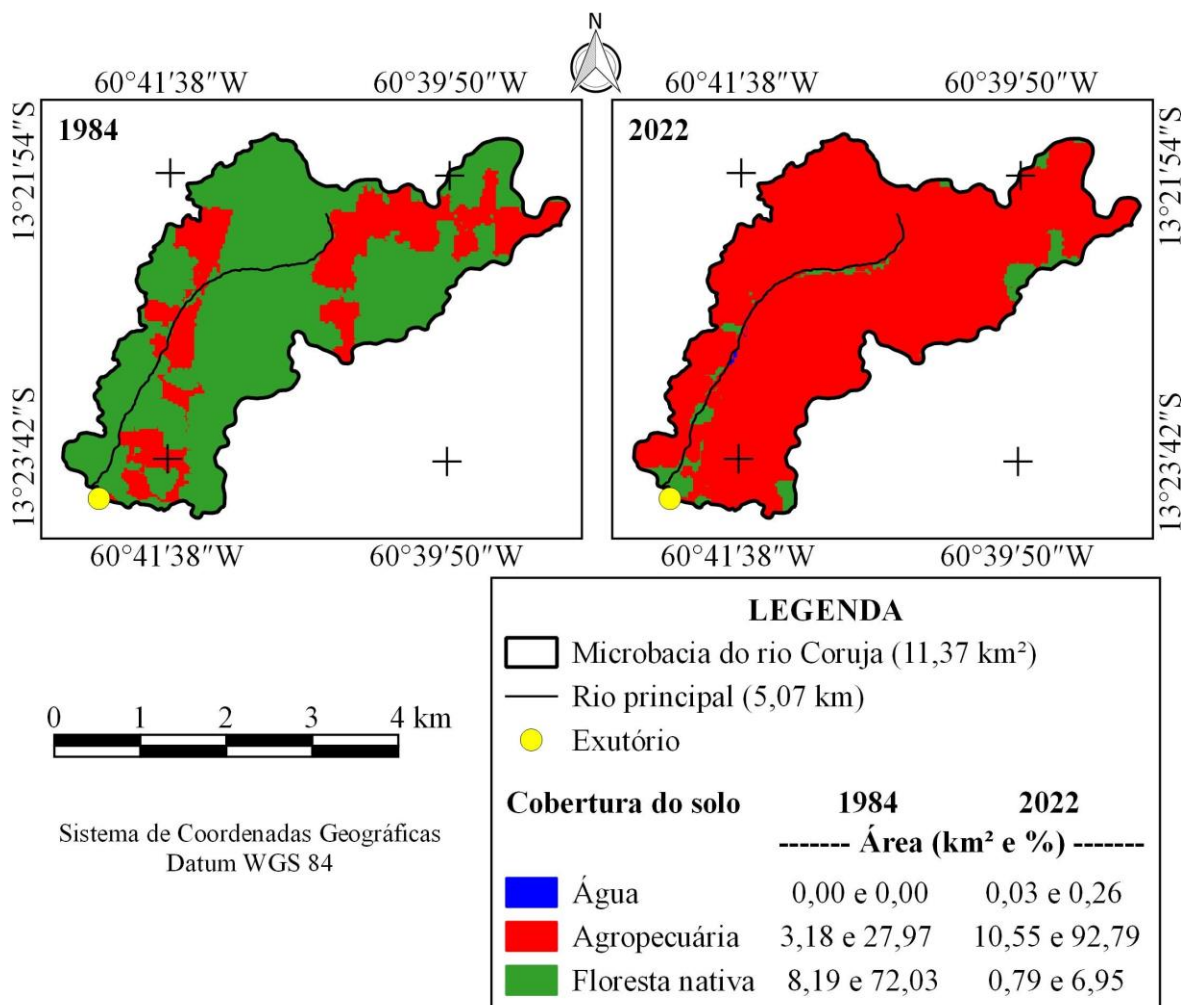 N
60°41'38"W
60°39'50"W
60°41'38"W
60°39'50"W
13°21'54"S
1984
2022
13°21'54"S
13°23'42"S
13°23'42"S
60°41'38"W
60°39'50"W
60°41'38"W
60°39'50"W
LEGENDA
Microbacia do rio Coruja (11,37 km²)
Rio principal (5,07 km)
Exutório
0 1 2 3 4 km
Sistema de Coordenadas Geográficas
Datum WGS 84
Cobertura do solo 1984 2022
------- Área (km² e %) -------
Água 0,00 e 0,00 0,03 e 0,26
Agropecuária 3,18 e 27,97 10,55 e 92,79
Floresta nativa 8,19 e 72,03 0,79 e 6,95